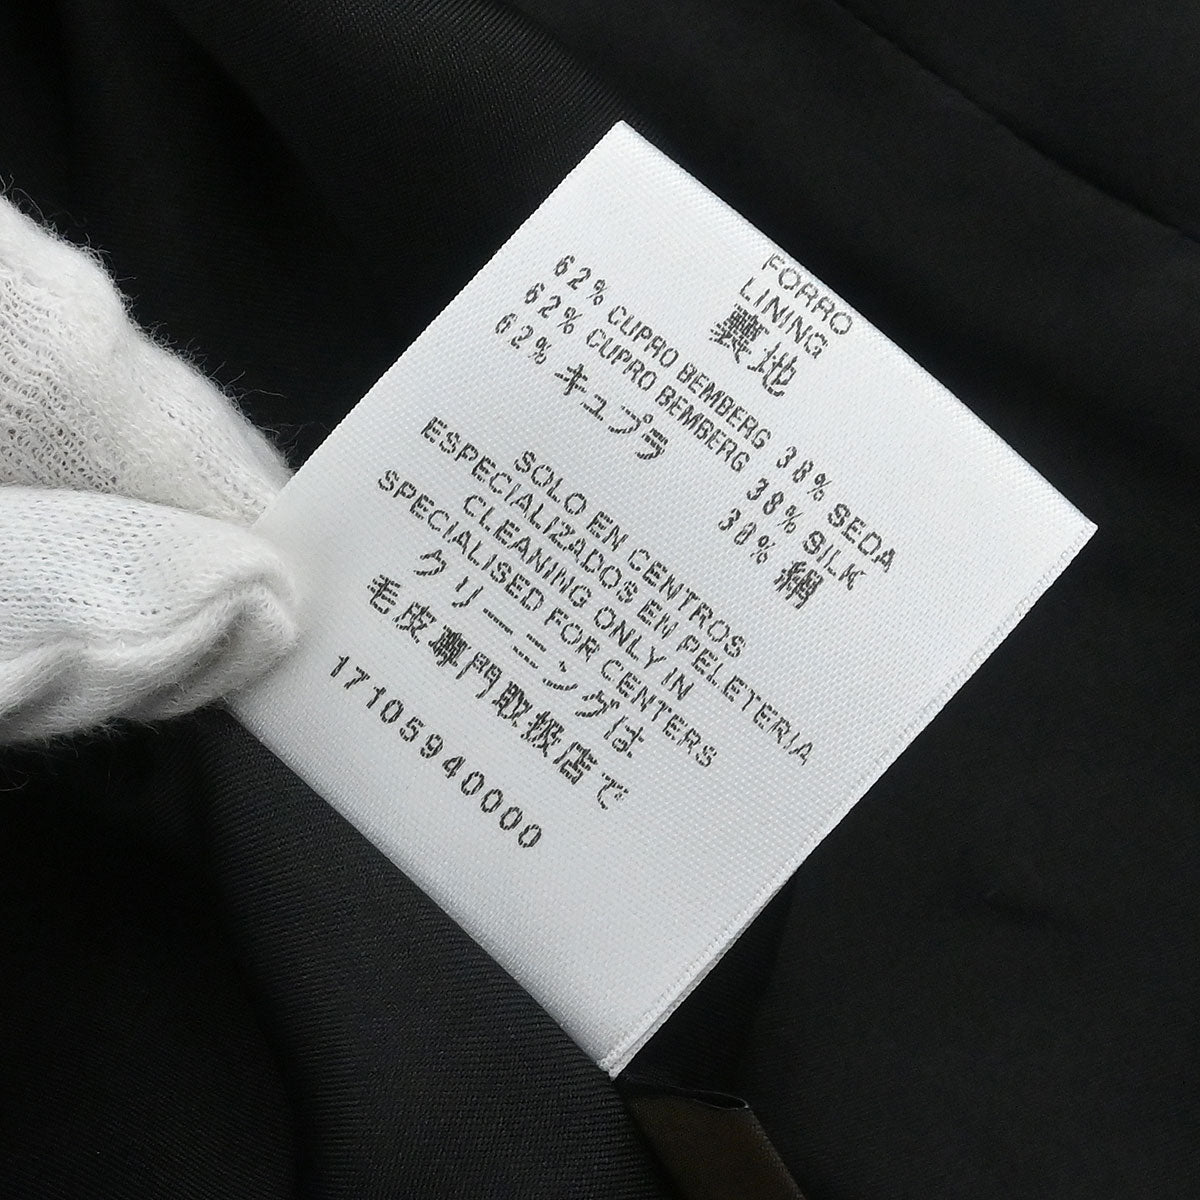 FORRO
LINING
裏地
62% CUPRO BEMBERG 38% SEDA
62% CUPRO BEMBERG 38% SILK
62% キュプラ 38% 絹
SOLO EN CENTROS
ESPECIALIZADOS EM PELETERIA
CLEANING ONLY IN
SPECIALISED FOR CENTERS
クリーニングは
毛皮専門取扱店で
17105940000